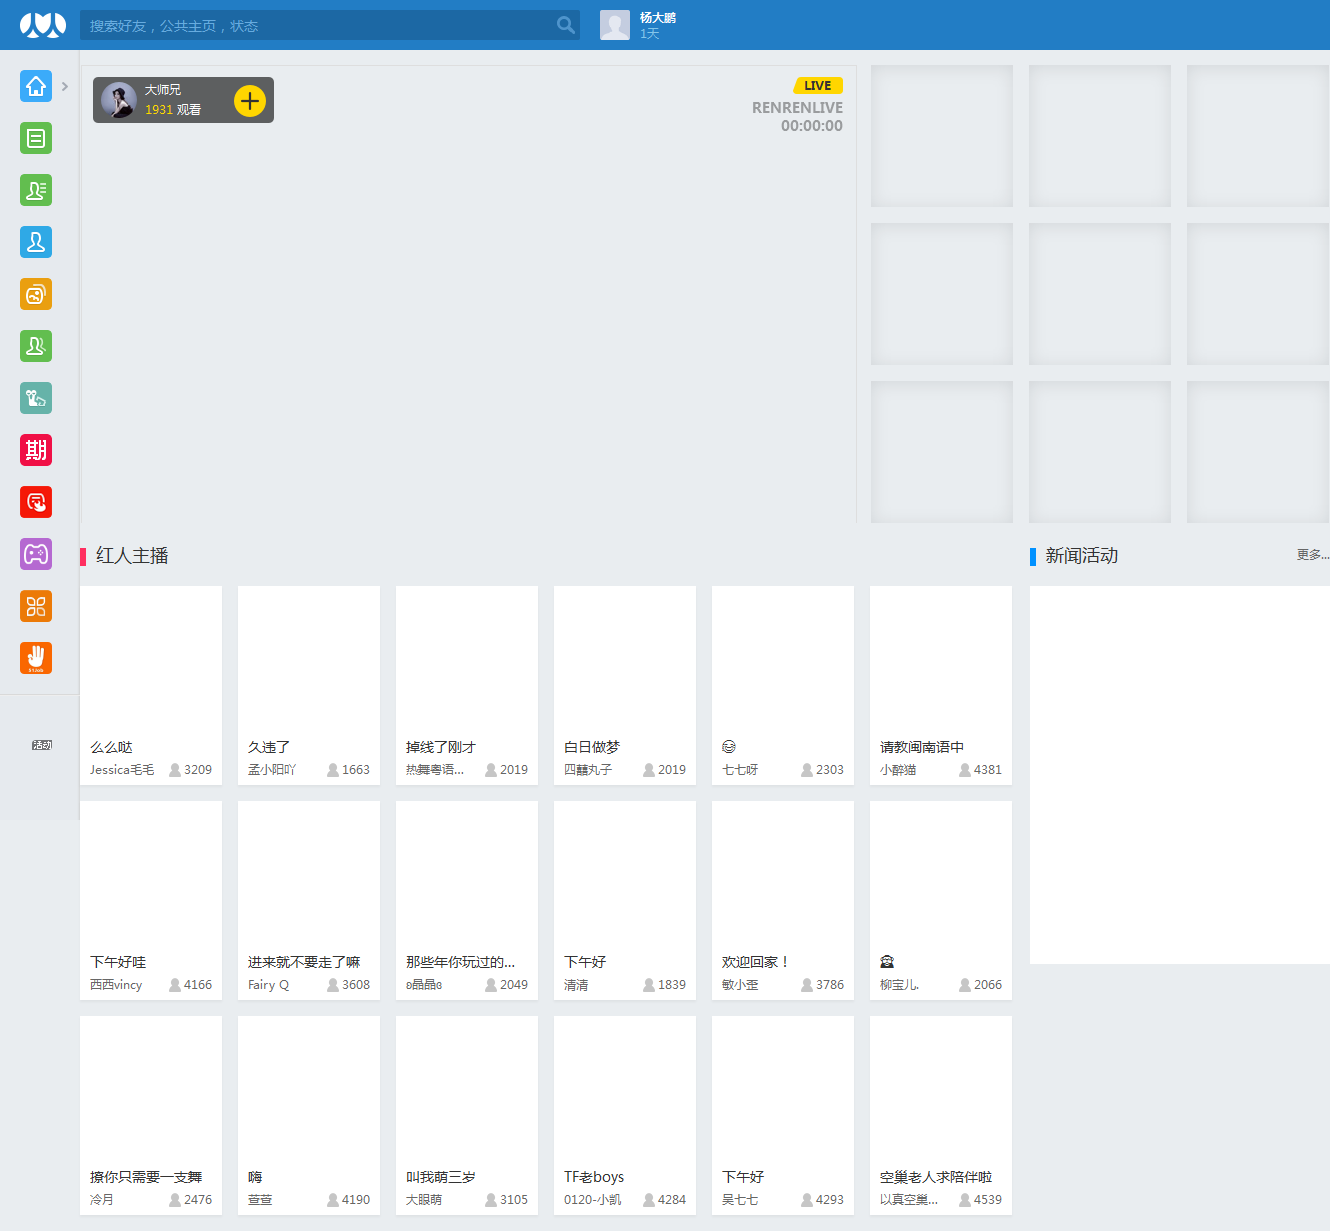 搜索好友，公共主页，状态
杨大鹏
1天
大师兄
1931 观看
LIVE
RENRENLIVE
00:00:00
期
活动
红人主播
新闻活动
更多...
么么哒
Jessica毛毛 3209
久违了
孟小阳吖 1663
掉线了刚才
热舞粤语... 2019
白日做梦
四囍丸子 2019
😅
七七呀 2303
请教闽南语中
小醉猫 4381
下午好哇
西西vincy 4166
进来就不要走了嘛
Fairy Q 3608
那些年你玩过的...
ʚ晶晶ɞ 2049
下午好
清清 1839
欢迎回家！
敏小歪 3786
柳宝儿. 2066
撩你只需要一支舞
冷月 2476
嗨
萱萱 4190
叫我萌三岁
大眼萌 3105
TF老boys
0120-小凯 4284
下午好
吴七七 4293
空巢老人求陪伴啦
以真空巢... 4539